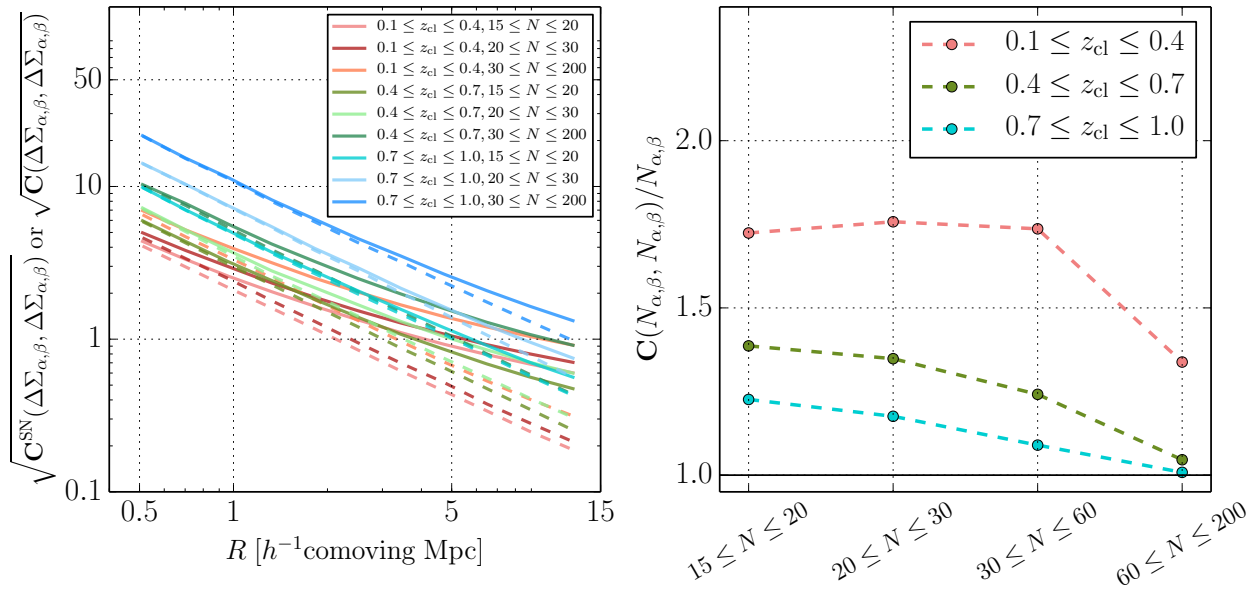 √C^SN(ΔΣ_α,β, ΔΣ_α,β) or √C(ΔΣ_α,β, ΔΣ_α,β)
50
10
1
0.1
0.5
1
5
15
R [h⁻¹comoving Mpc]
0.1 ≤ z_cl ≤ 0.4, 15 ≤ N ≤ 20
0.1 ≤ z_cl ≤ 0.4, 20 ≤ N ≤ 30
0.1 ≤ z_cl ≤ 0.4, 30 ≤ N ≤ 200
0.4 ≤ z_cl ≤ 0.7, 15 ≤ N ≤ 20
0.4 ≤ z_cl ≤ 0.7, 20 ≤ N ≤ 30
0.4 ≤ z_cl ≤ 0.7, 30 ≤ N ≤ 200
0.7 ≤ z_cl ≤ 1.0, 15 ≤ N ≤ 20
0.7 ≤ z_cl ≤ 1.0, 20 ≤ N ≤ 30
0.7 ≤ z_cl ≤ 1.0, 30 ≤ N ≤ 200
C(N_α,β, N_α,β)/N_α,β
2.0
1.5
1.0
0.1 ≤ z_cl ≤ 0.4
0.4 ≤ z_cl ≤ 0.7
0.7 ≤ z_cl ≤ 1.0
15 ≤ N ≤ 20
20 ≤ N ≤ 30
30 ≤ N ≤ 60
60 ≤ N ≤ 200